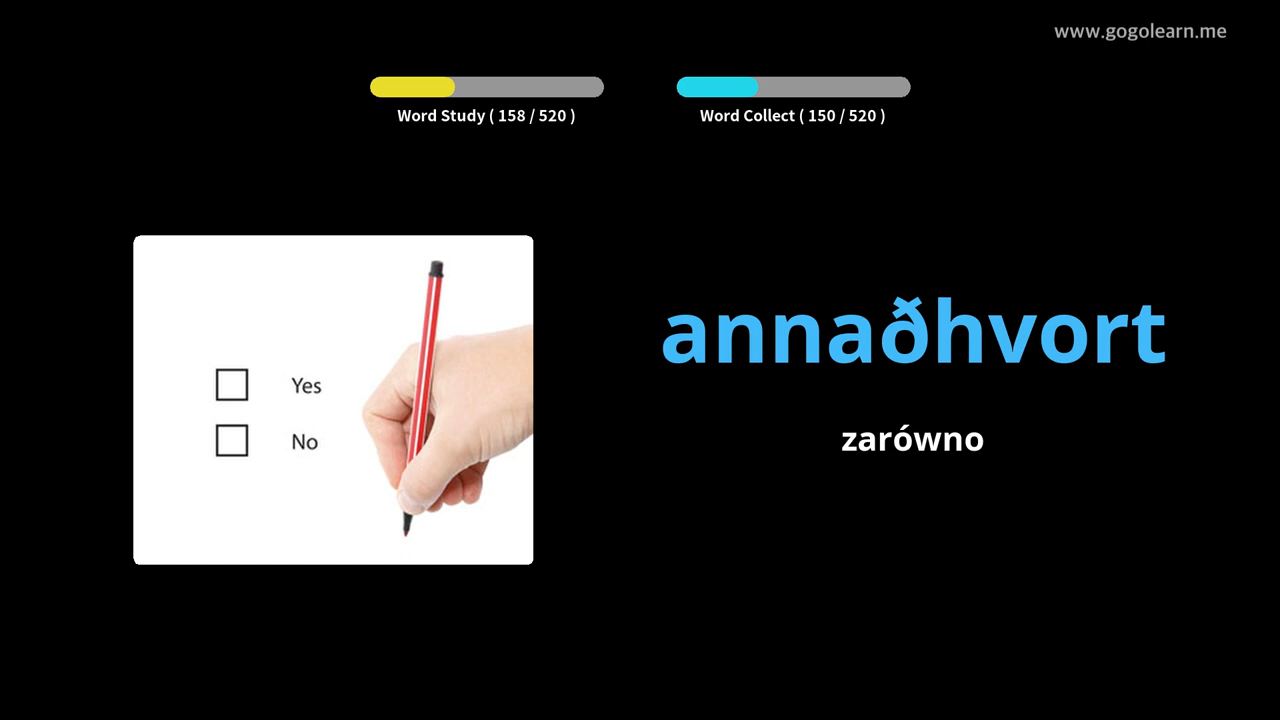 www.gogolearn.me
Word Study ( 158 / 520 )
Word Collect ( 150 / 520 )
Yes
No
annaðhvort
zarówno